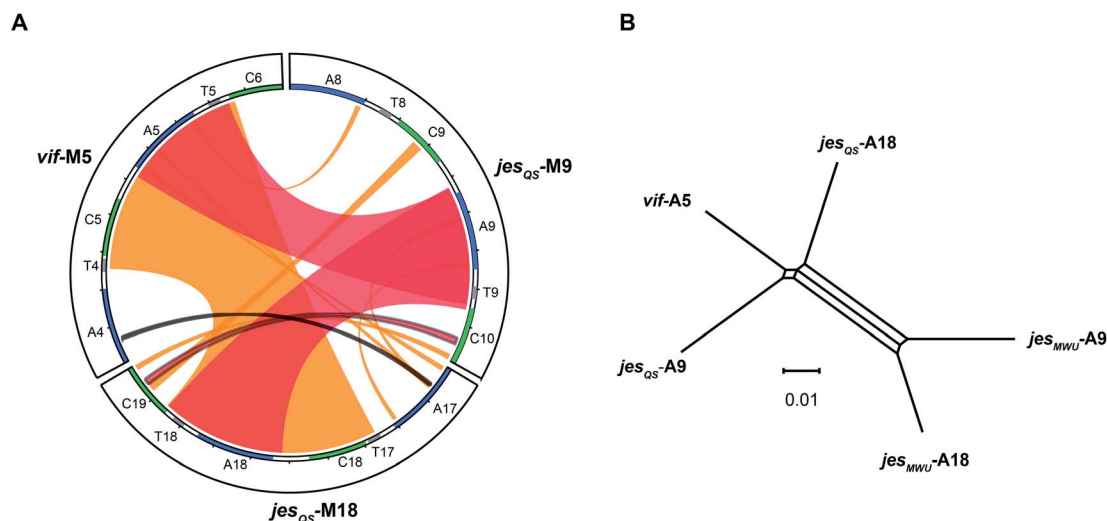 A
B
C6
A8
T5
T8
A5
C9
vif-M5
jesQS-M9
C5
A9
T4
T9
A4
C10
C19
A17
T18
T17
A18
C18
jesQS-M18
jesQS-A18
vif-A5
jesMWU-A9
jesQS-A9
0.01
jesMWU-A18